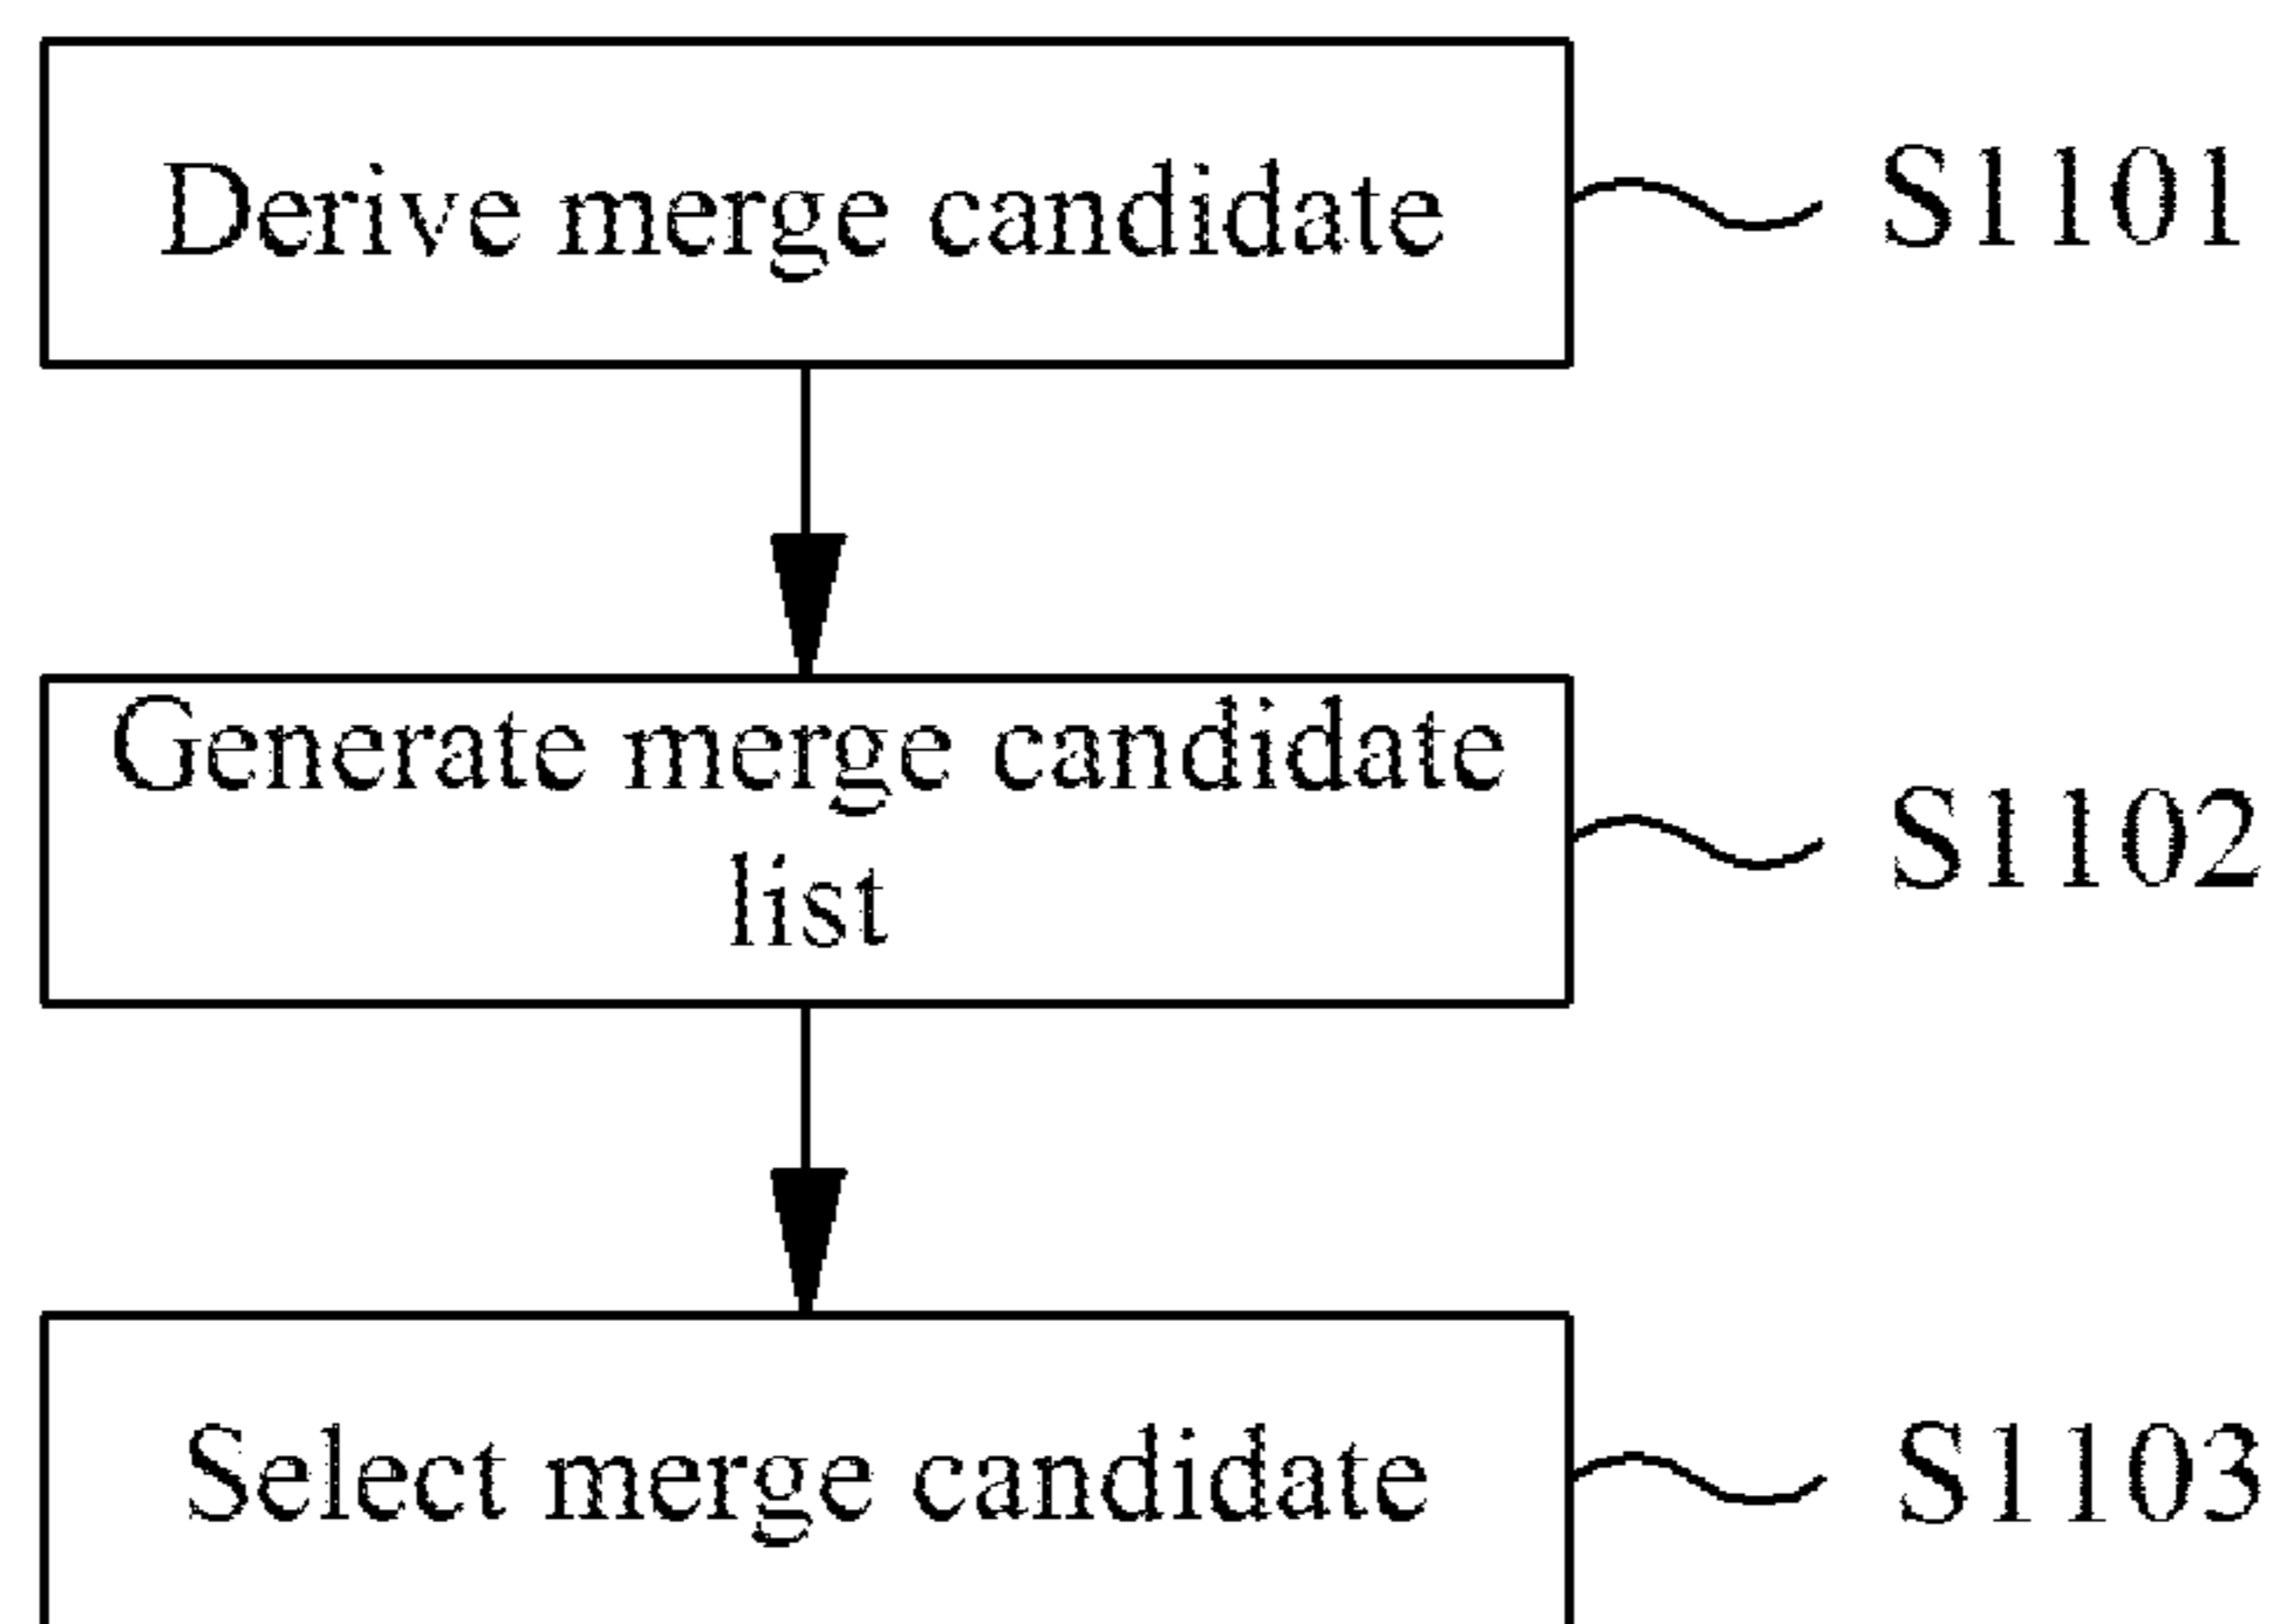 Derive merge candidate
S1101
Generate merge candidate
list
S1102
Select merge candidate
S1103